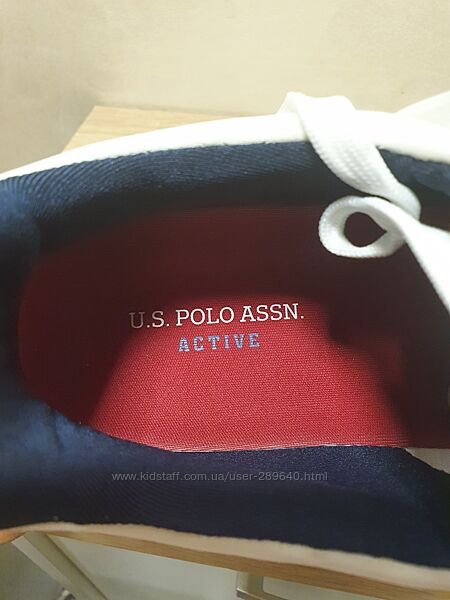 U.S. POLO ASSN.
ACTIVE
www.kidstaff.com.ua/user-289640.html